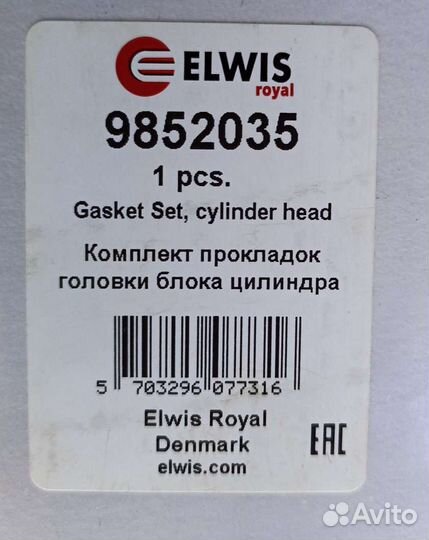 ELWIS
royal
9852035
1 pcs.
Gasket Set, cylinder head
Комплект прокладок
головки блока цилиндра
5 703296 077316
Elwis Royal
Denmark
elwis.com
EAC
Avito